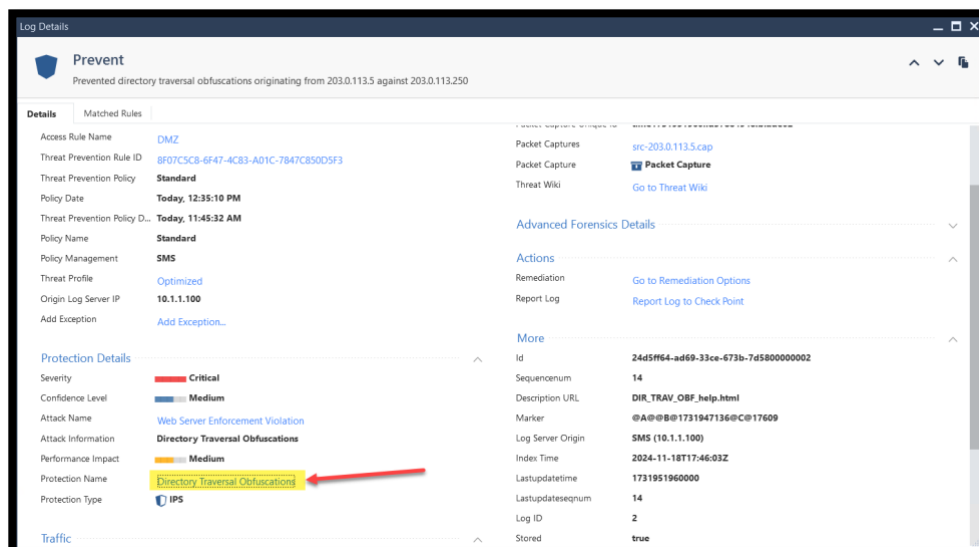 Log Details
Prevent
Prevented directory traversal obfuscations originating from 203.0.113.5 against 203.0.113.250
Details Matched Rules
Access Rule Name DMZ
Threat Prevention Rule ID 8F07C5C8-6F47-4C83-A01C-7847C850D5F3
Threat Prevention Policy Standard
Policy Date Today, 12:35:10 PM
Threat Prevention Policy D... Today, 11:45:32 AM
Policy Name Standard
Policy Management SMS
Threat Profile Optimized
Origin Log Server IP 10.1.1.100
Add Exception Add Exception...
Protection Details
Severity Critical
Confidence Level Medium
Attack Name Web Server Enforcement Violation
Attack Information Directory Traversal Obfuscations
Performance Impact Medium
Protection Name Directory Traversal Obfuscations
Protection Type IPS
Traffic
Packet Captures src-203.0.113.5.cap
Packet Capture Packet Capture
Threat Wiki Go to Threat Wiki
Advanced Forensics Details
Actions
Remediation Go to Remediation Options
Report Log Report Log to Check Point
More
Id 24d5ff64-ad69-33ce-673b-7d5800000002
Sequencenum 14
Description URL DIR_TRAV_OBF_help.html
Marker @A@@B@1731947136@C@17609
Log Server Origin SMS (10.1.1.100)
Index Time 2024-11-18T17:46:03Z
Lastupdatetime 1731951960000
Lastupdateseqnum 14
Log ID 2
Stored true